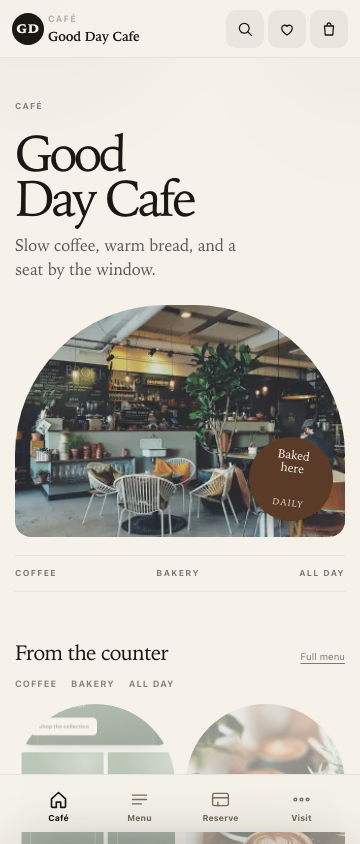 GD
CAFÉ
Good Day Cafe
CAFÉ
Good
Day Cafe
Slow coffee, warm bread, and a
seat by the window.
Baked
here
DAILY
COFFEE BAKERY ALL DAY
From the counter
Full menu
COFFEE BAKERY ALL DAY
shop the collection
Café Menu Reserve Visit